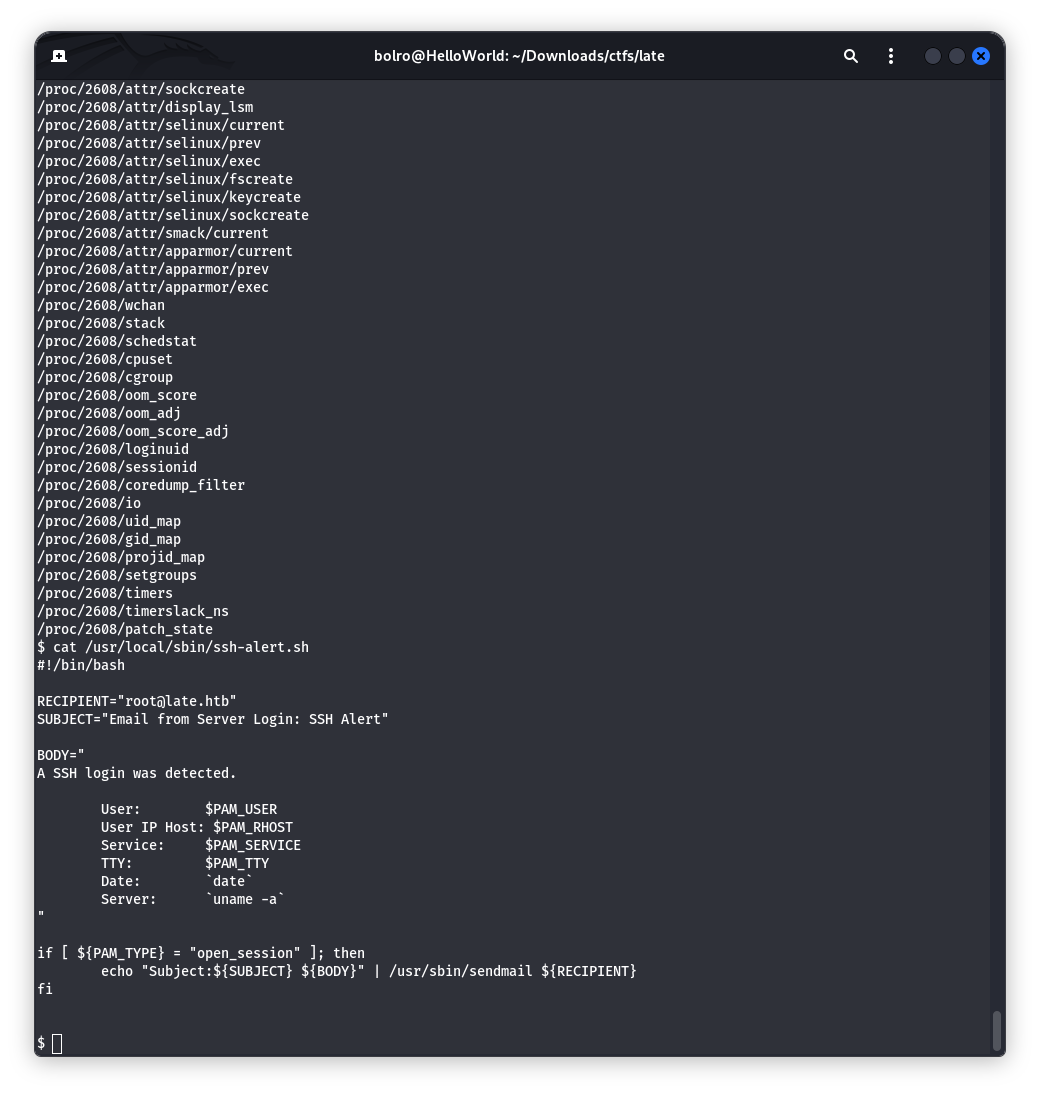 bolro@HelloWorld: ~/Downloads/ctfs/late
/proc/2608/attr/sockcreate
/proc/2608/attr/display_lsm
/proc/2608/attr/selinux/current
/proc/2608/attr/selinux/prev
/proc/2608/attr/selinux/exec
/proc/2608/attr/selinux/fscreate
/proc/2608/attr/selinux/keycreate
/proc/2608/attr/selinux/sockcreate
/proc/2608/attr/smack/current
/proc/2608/attr/apparmor/current
/proc/2608/attr/apparmor/prev
/proc/2608/attr/apparmor/exec
/proc/2608/wchan
/proc/2608/stack
/proc/2608/schedstat
/proc/2608/cpuset
/proc/2608/cgroup
/proc/2608/oom_score
/proc/2608/oom_adj
/proc/2608/oom_score_adj
/proc/2608/loginuid
/proc/2608/sessionid
/proc/2608/coredump_filter
/proc/2608/io
/proc/2608/uid_map
/proc/2608/gid_map
/proc/2608/projid_map
/proc/2608/setgroups
/proc/2608/timers
/proc/2608/timerslack_ns
/proc/2608/patch_state
$ cat /usr/local/sbin/ssh-alert.sh
#!/bin/bash

RECIPIENT="root@late.htb"
SUBJECT="Email from Server Login: SSH Alert"

BODY="
A SSH login was detected.

        User:        $PAM_USER
        User IP Host: $PAM_RHOST
        Service:     $PAM_SERVICE
        TTY:         $PAM_TTY
        Date:        `date`
        Server:      `uname -a`
"

if [ ${PAM_TYPE} = "open_session" ]; then
        echo "Subject:${SUBJECT} ${BODY}" | /usr/sbin/sendmail ${RECIPIENT}
fi

$